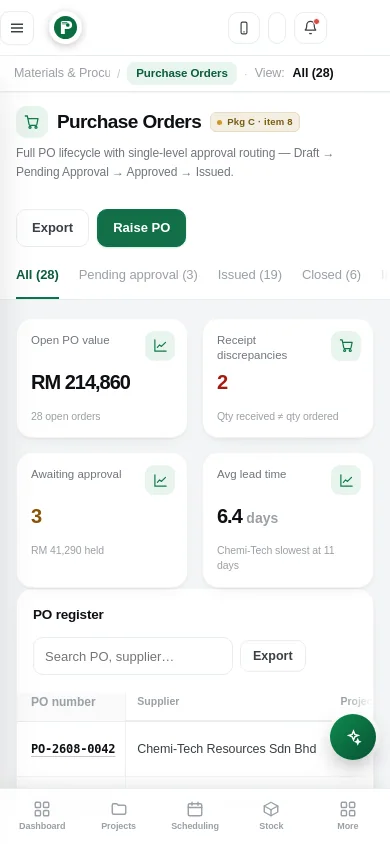 Materials & Procu / Purchase Orders · View: All (28)
Purchase Orders Pkg C · item 8
Full PO lifecycle with single-level approval routing — Draft →
Pending Approval → Approved → Issued.
Export Raise PO
All (28) Pending approval (3) Issued (19) Closed (6)
Open PO value
RM 214,860
28 open orders
Receipt
discrepancies
2
Qty received ≠ qty ordered
Awaiting approval
3
RM 41,290 held
Avg lead time
6.4 days
Chemi-Tech slowest at 11
days
PO register
Search PO, supplier… Export
PO number Supplier Projec
PO-2608-0042 Chemi-Tech Resources Sdn Bhd
Dashboard Projects Scheduling Stock More